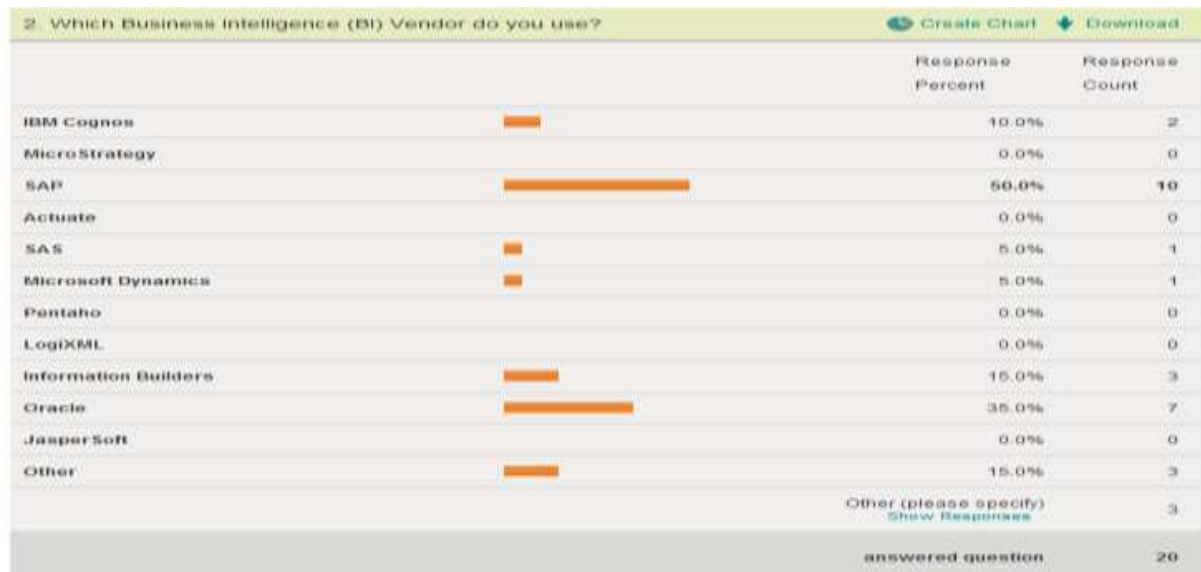 2. Which Business Intelligence (BI) Vendor do you use? Create Chart Download
Response Percent Response Count
IBM Cognos 10.0% 2
MicroStrategy 0.0% 0
SAP 50.0% 10
Actuate 0.0% 0
SAS 5.0% 1
Microsoft Dynamics 5.0% 1
Pentaho 0.0% 0
LogiXML 0.0% 0
Information Builders 15.0% 3
Oracle 35.0% 7
JasperSoft 0.0% 0
Other 15.0% 3
Other (please specify) 3
Show Responses
answered question 20